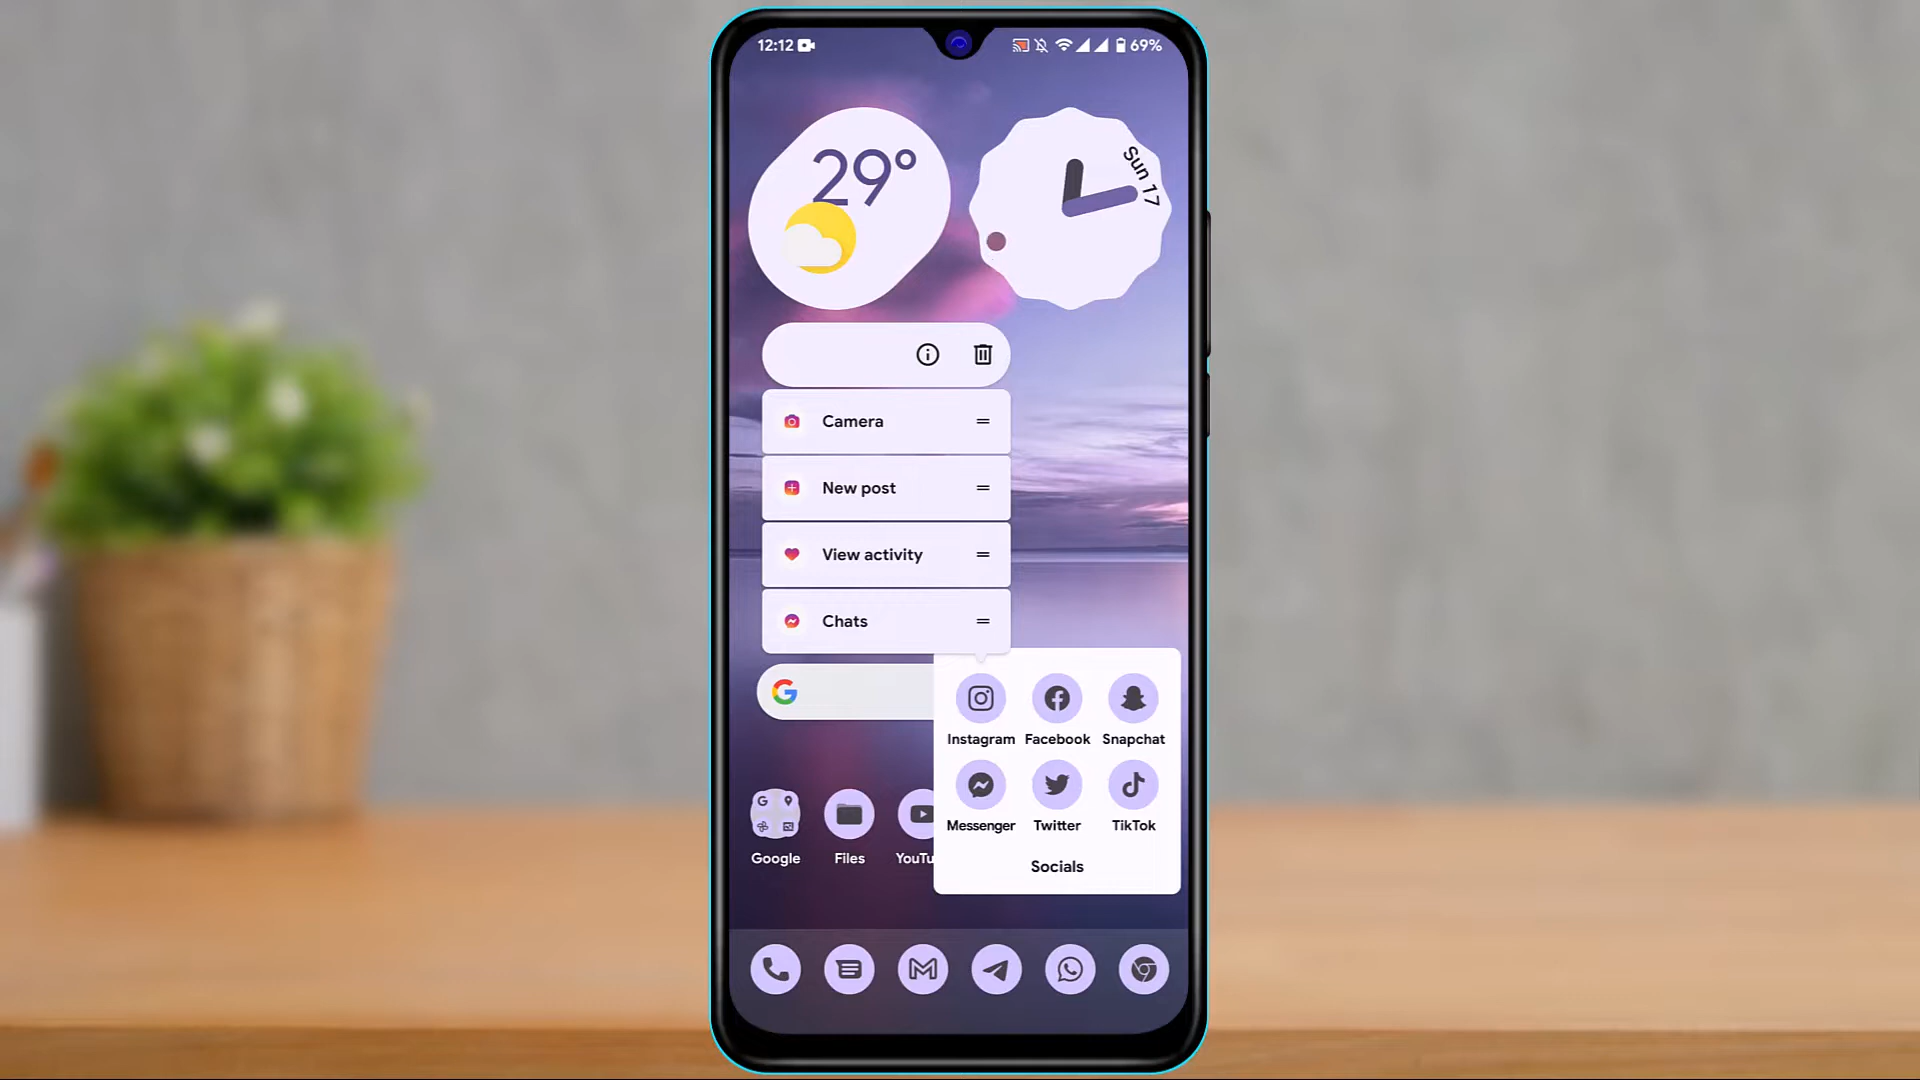 12:12
69%
29°
Sun 17
Camera
New post
View activity
Chats
Instagram Facebook Snapchat
Messenger Twitter TikTok
Socials
Google Files YouTu